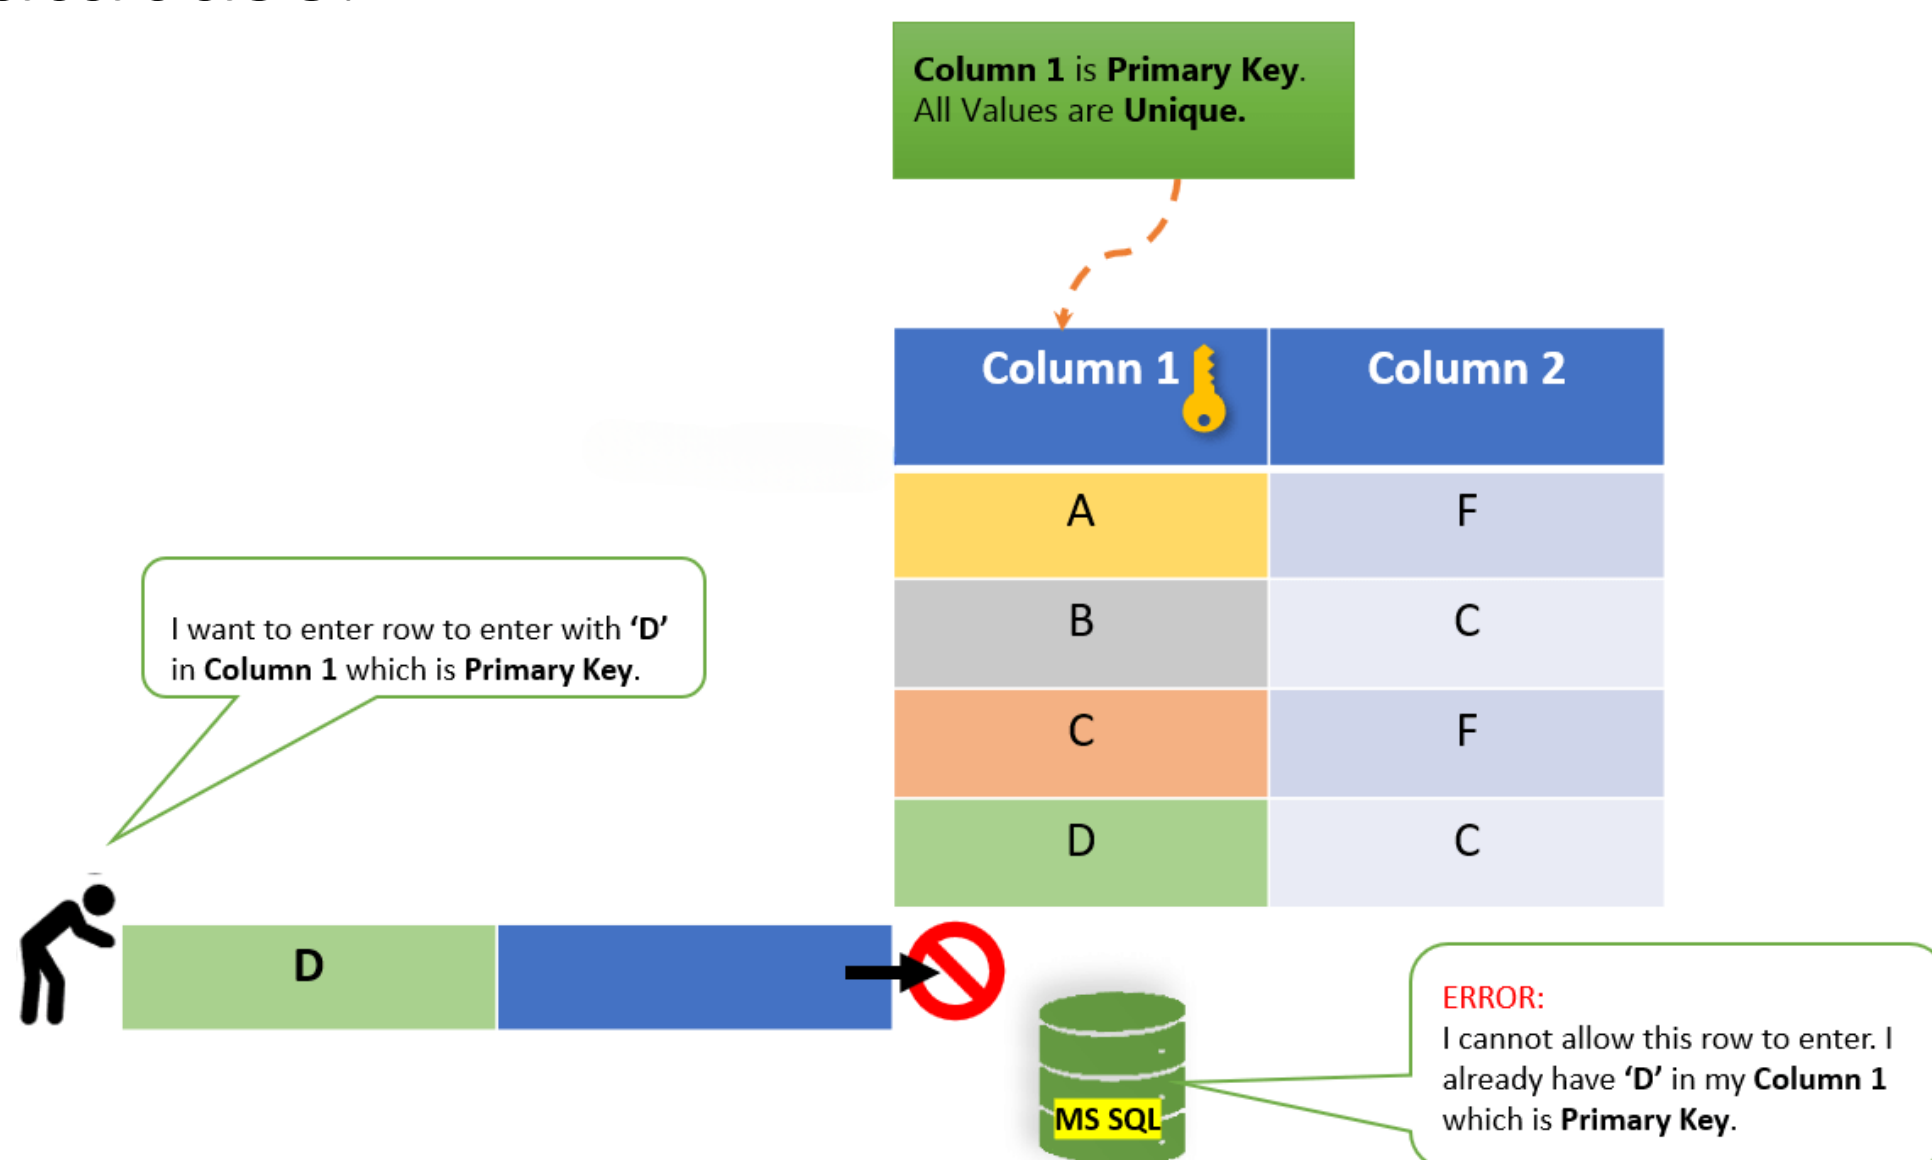 Column 1 is Primary Key.
All Values are Unique.
Column 1 Column 2
A F
B C
C F
D C
I want to enter row to enter with ‘D’
in Column 1 which is Primary Key.
D
MS SQL
ERROR:
I cannot allow this row to enter. I
already have ‘D’ in my Column 1
which is Primary Key.